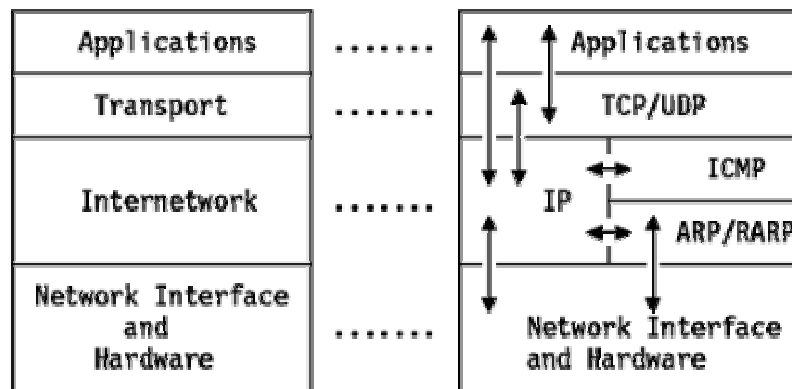 Applications ....... Applications
Transport ....... TCP/UDP
ICMP
Internetwork ....... IP
ARP/RARP
Network Interface
and
Hardware ....... Network Interface
and Hardware